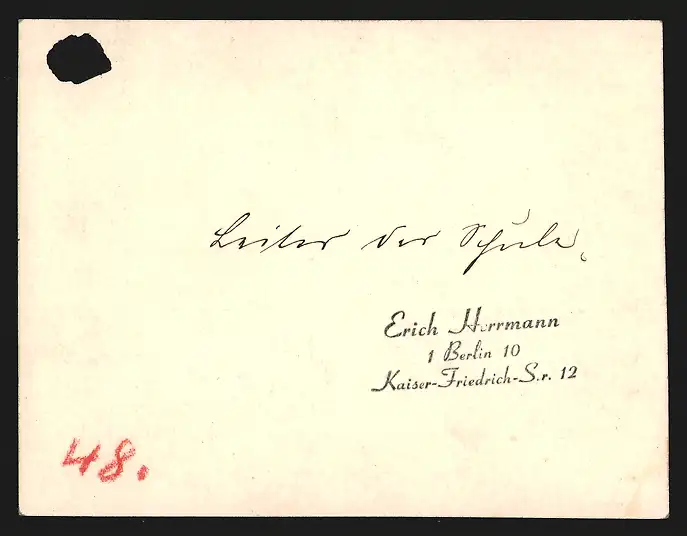 Leiter der Schule,
Erich Herrmann
1 Berlin 10
Kaiser-Friedrich-S.r. 12
48.